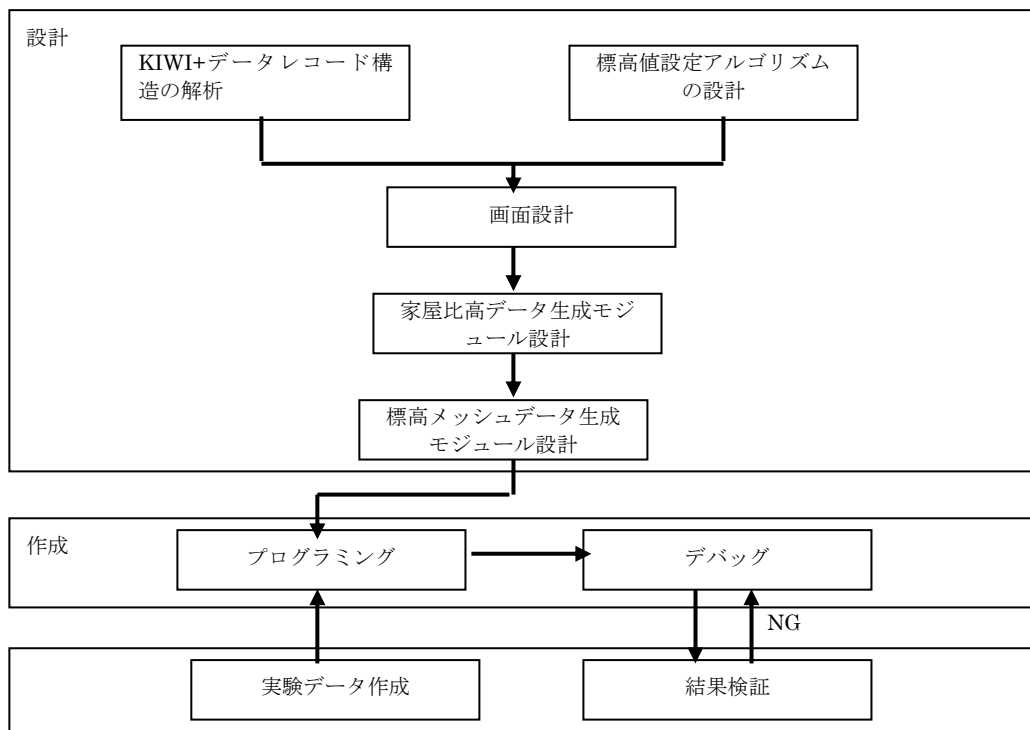 設計
KIWI+データレコード構
造の解析
標高値設定アルゴリズム
の設計
画面設計
家屋比高データ生成モジ
ュール設計
標高メッシュデータ生成
モジュール設計
作成
プログラミング
デバッグ
NG
実験データ作成
結果検証